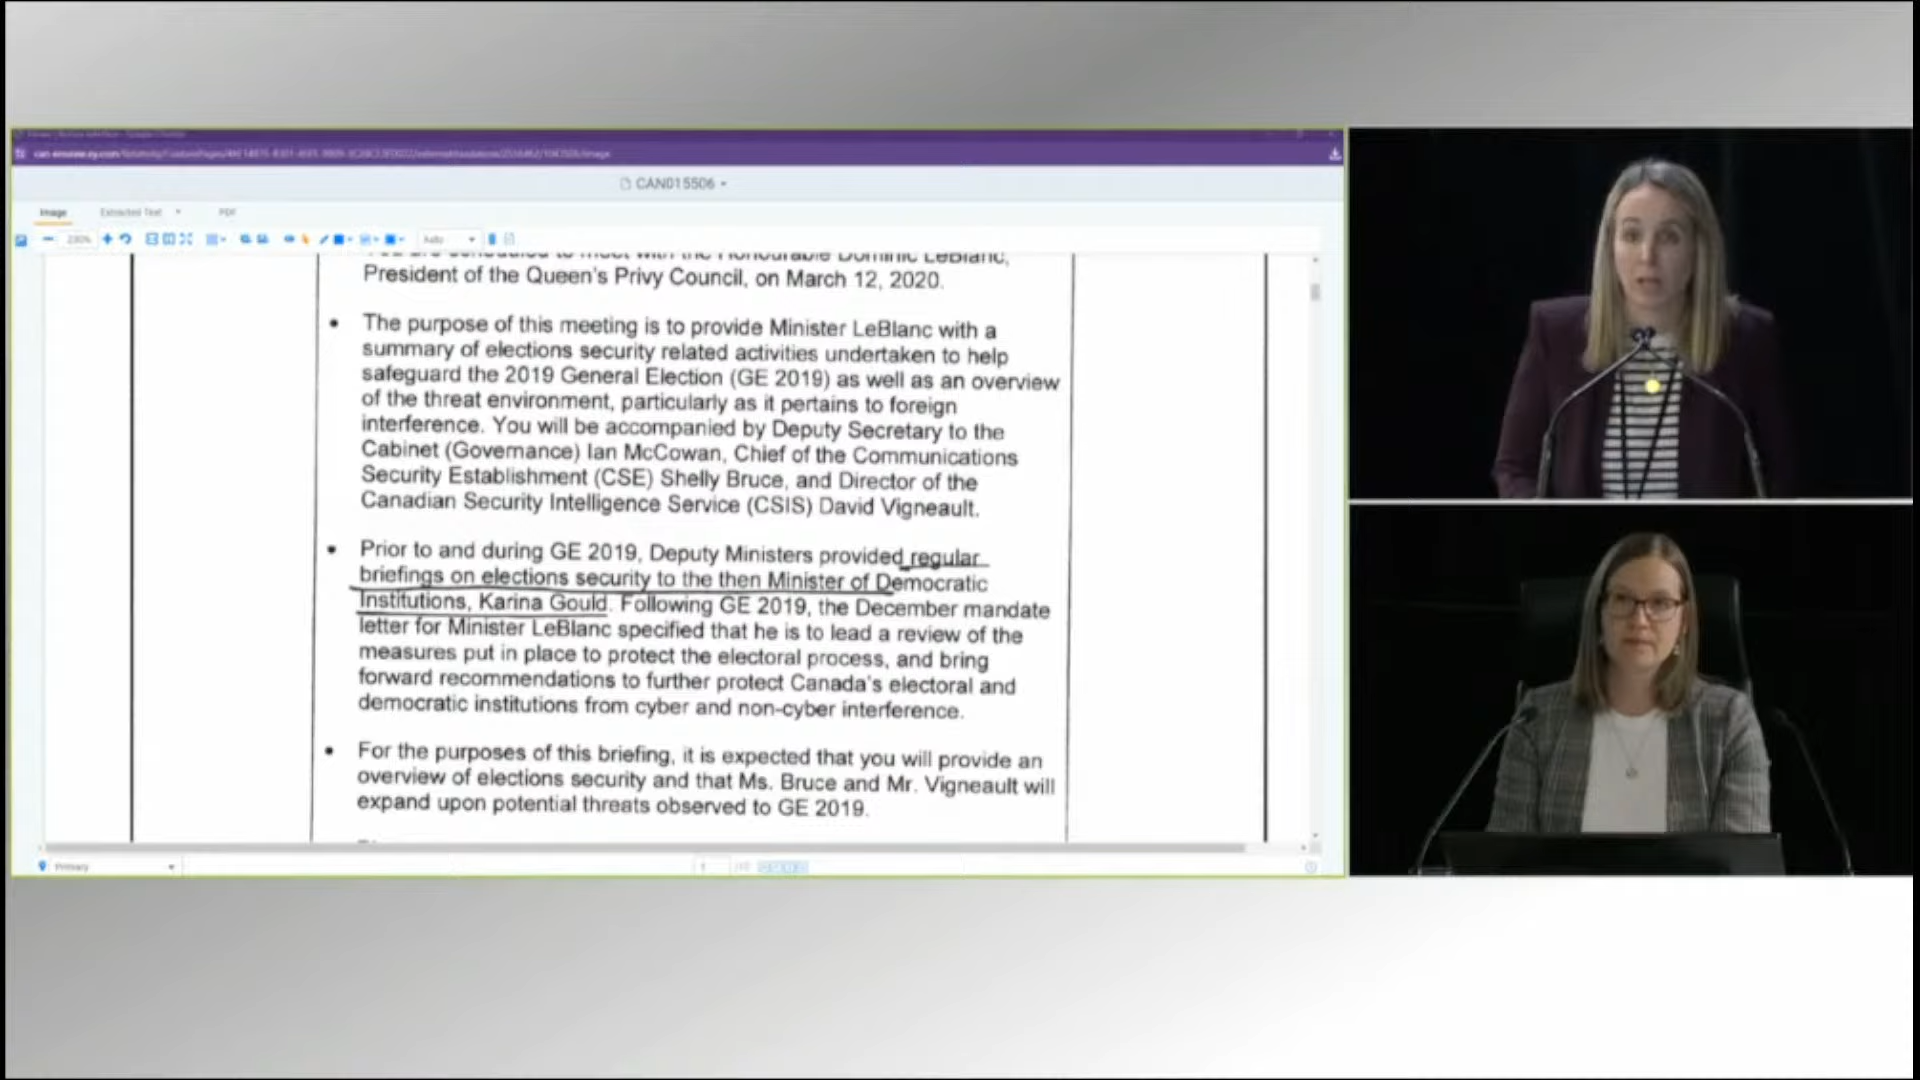 CAN015506
Image Extracted Text PDF
230% Auto
President of the Queen's Privy Council, on March 12, 2020.
• The purpose of this meeting is to provide Minister LeBlanc with a
summary of elections security related activities undertaken to help
safeguard the 2019 General Election (GE 2019) as well as an overview
of the threat environment, particularly as it pertains to foreign
interference. You will be accompanied by Deputy Secretary to the
Cabinet (Governance) Ian McCowan, Chief of the Communications
Security Establishment (CSE) Shelly Bruce, and Director of the
Canadian Security Intelligence Service (CSIS) David Vigneault.
• Prior to and during GE 2019, Deputy Ministers provided regular
briefings on elections security to the then Minister of Democratic
Institutions, Karina Gould. Following GE 2019, the December mandate
letter for Minister LeBlanc specified that he is to lead a review of the
measures put in place to protect the electoral process, and bring
forward recommendations to further protect Canada's electoral and
democratic institutions from cyber and non-cyber interference.
• For the purposes of this briefing, it is expected that you will provide an
overview of elections security and that Ms. Bruce and Mr. Vigneault will
expand upon potential threats observed to GE 2019.
Primary